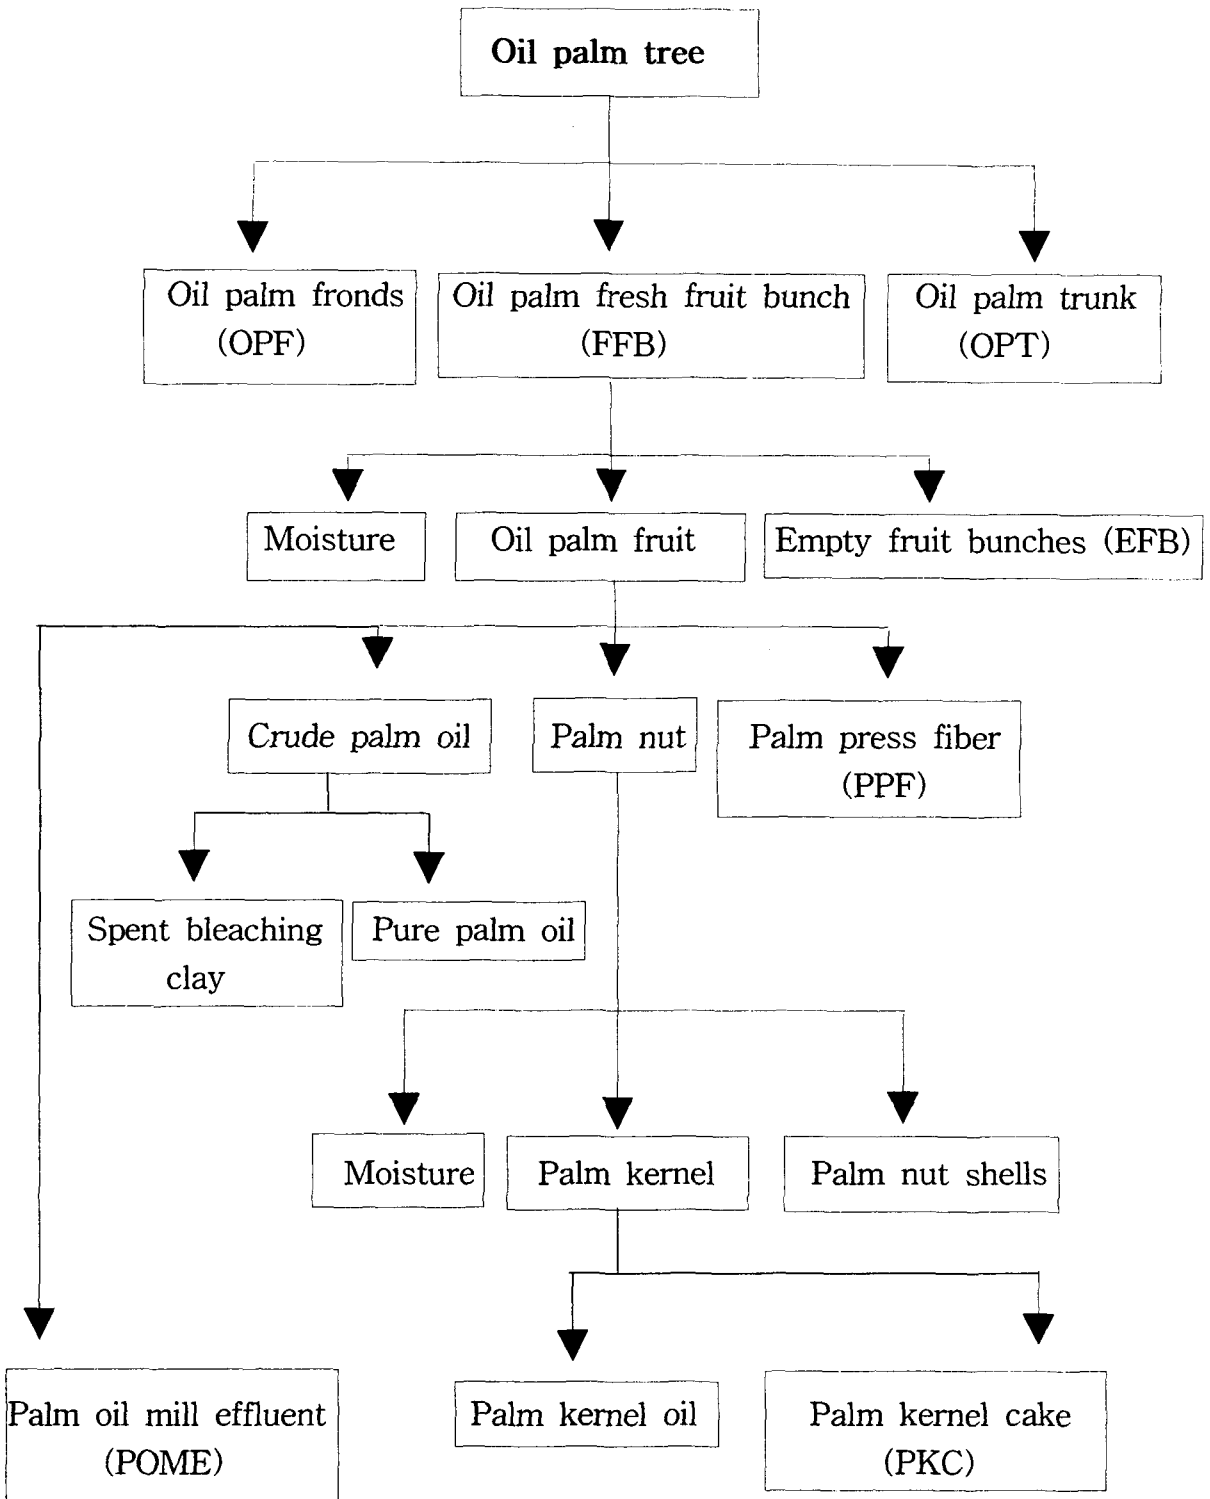 Oil palm tree
Oil palm fronds
(OPF)
Oil palm fresh fruit bunch
(FFB)
Oil palm trunk
(OPT)
Moisture
Oil palm fruit
Empty fruit bunches (EFB)
Crude palm oil
Palm nut
Palm press fiber
(PPF)
Spent bleaching
clay
Pure palm oil
Moisture
Palm kernel
Palm nut shells
Palm oil mill effluent
(POME)
Palm kernel oil
Palm kernel cake
(PKC)